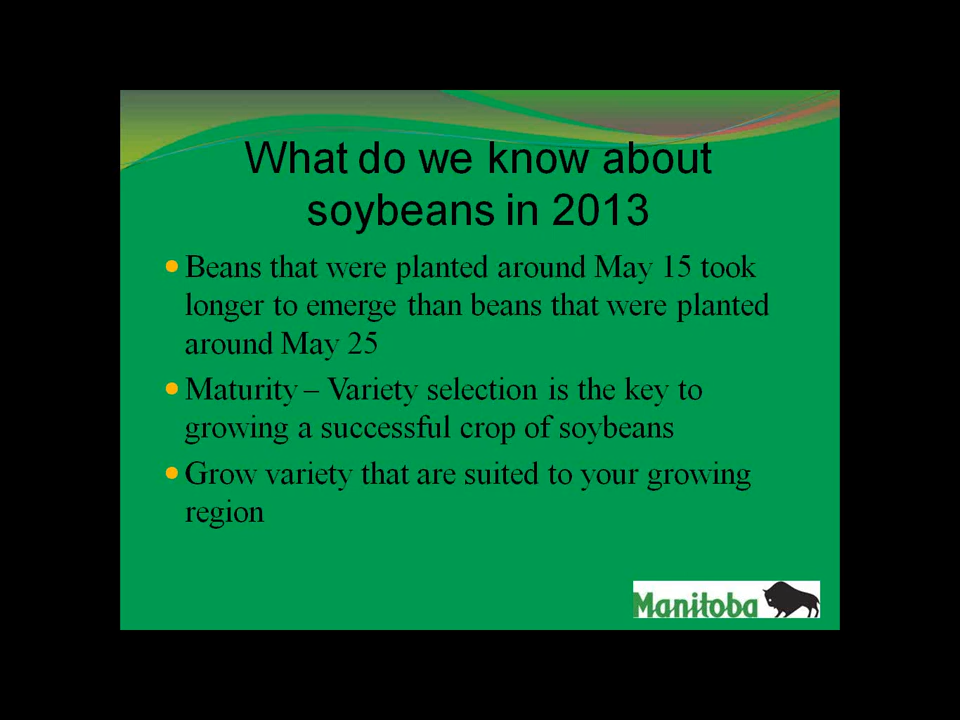 What do we know about
soybeans in 2013
Beans that were planted around May 15 took
longer to emerge than beans that were planted
around May 25
Maturity – Variety selection is the key to
growing a successful crop of soybeans
Grow variety that are suited to your growing
region
Manitoba